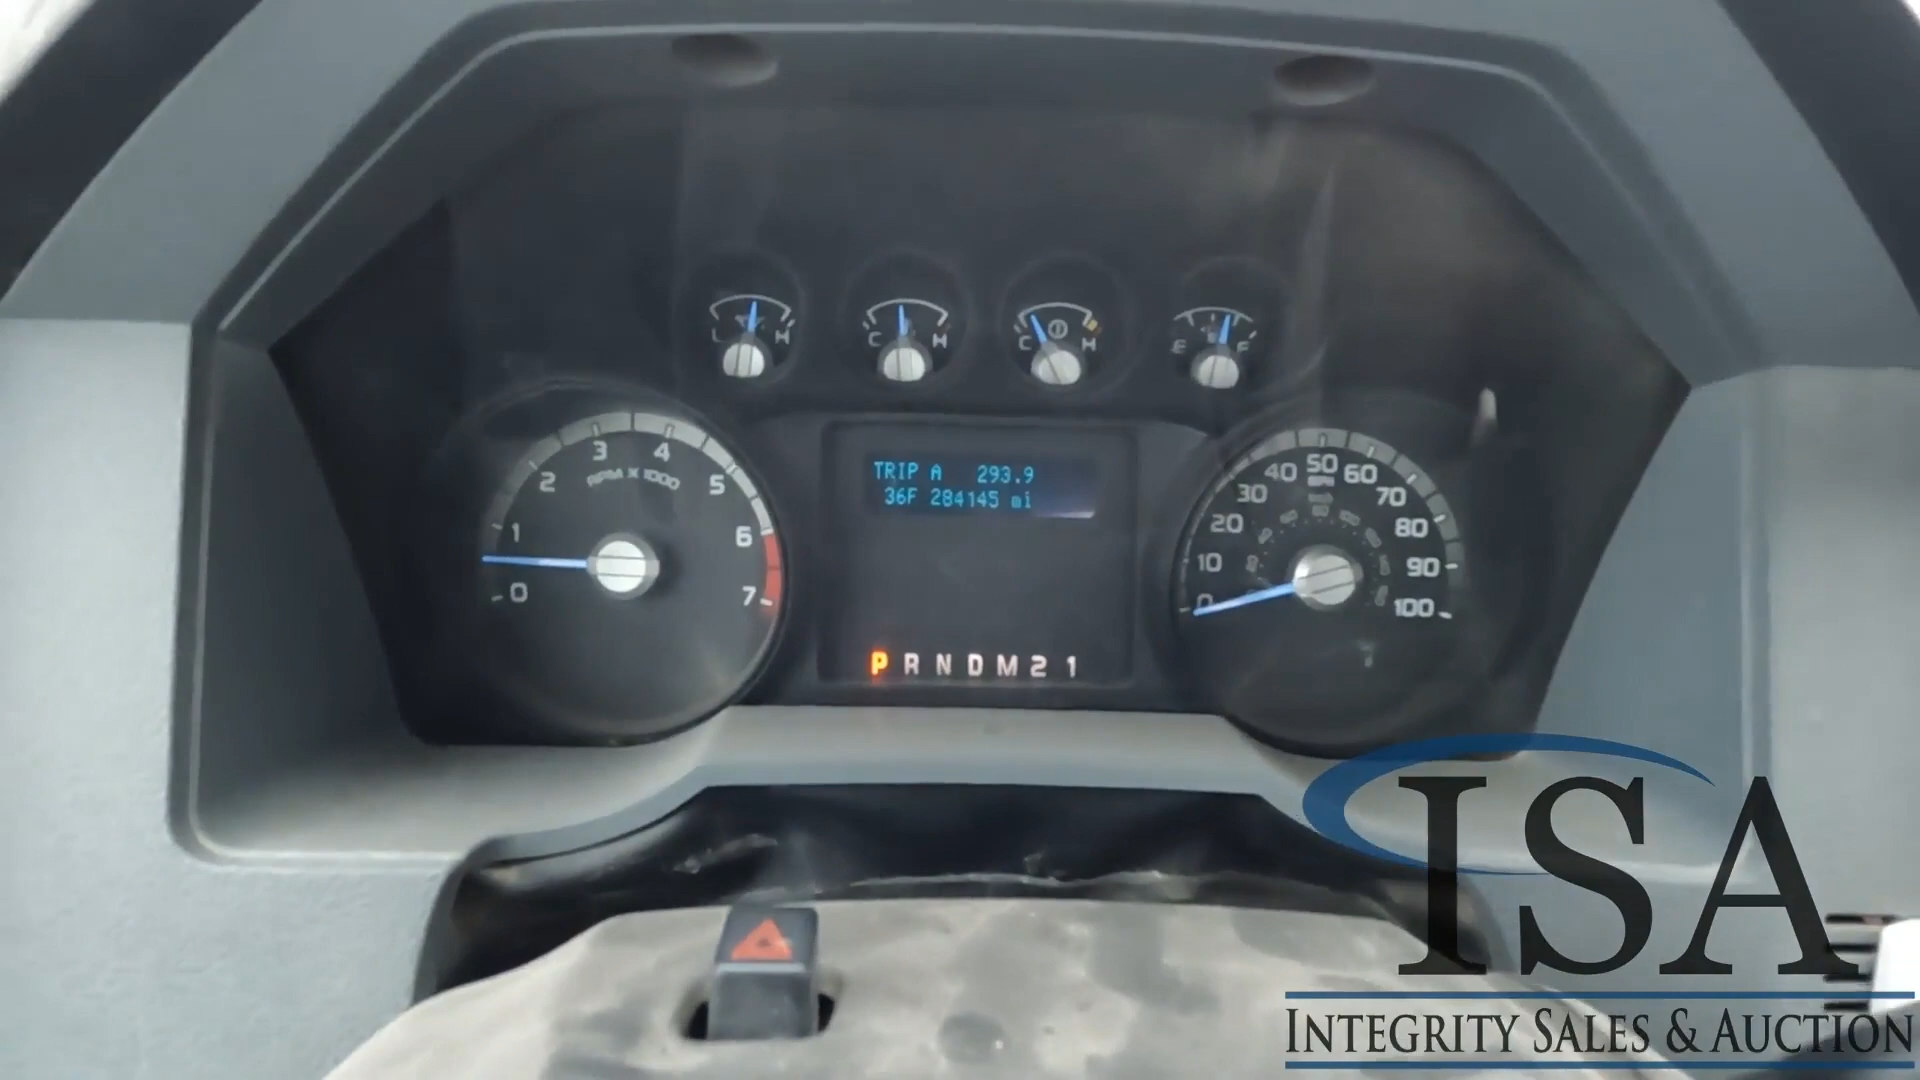 L H
C H
C H
E F
3 4
2 RPM X 1000 5
1 6
0 7
TRIP A 293.9
36F 284145 mi
P R N D M 2 1
40 50 60
30 MPH 70
20 80
10 90
0 100
ISA
INTEGRITY SALES & AUCTION